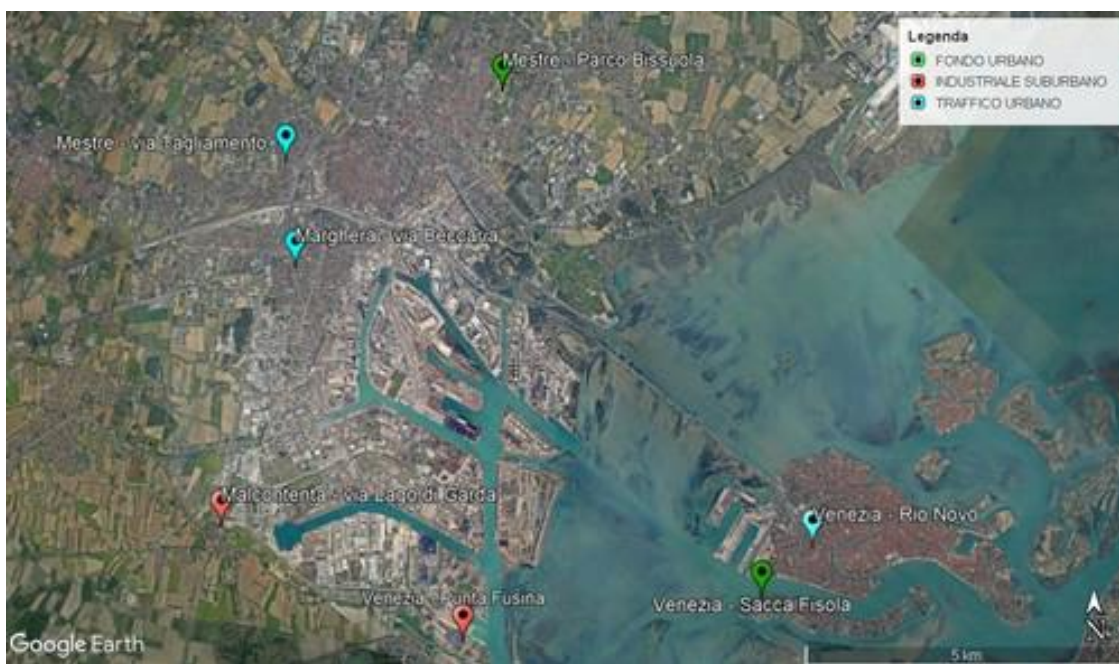 Legenda
FONDO URBANO
INDUSTRIALE SUBURBANO
TRAFFICO URBANO
Mestre - Parco Bissuola
Mestre - via Tagliamento
Marghera - via Beccaria
Malcontenta - via Lago di Garda
Venezia - Rio Novo
Venezia - Punta Fusina
Venezia - Sacca Fisola
Google Earth
N
5 km